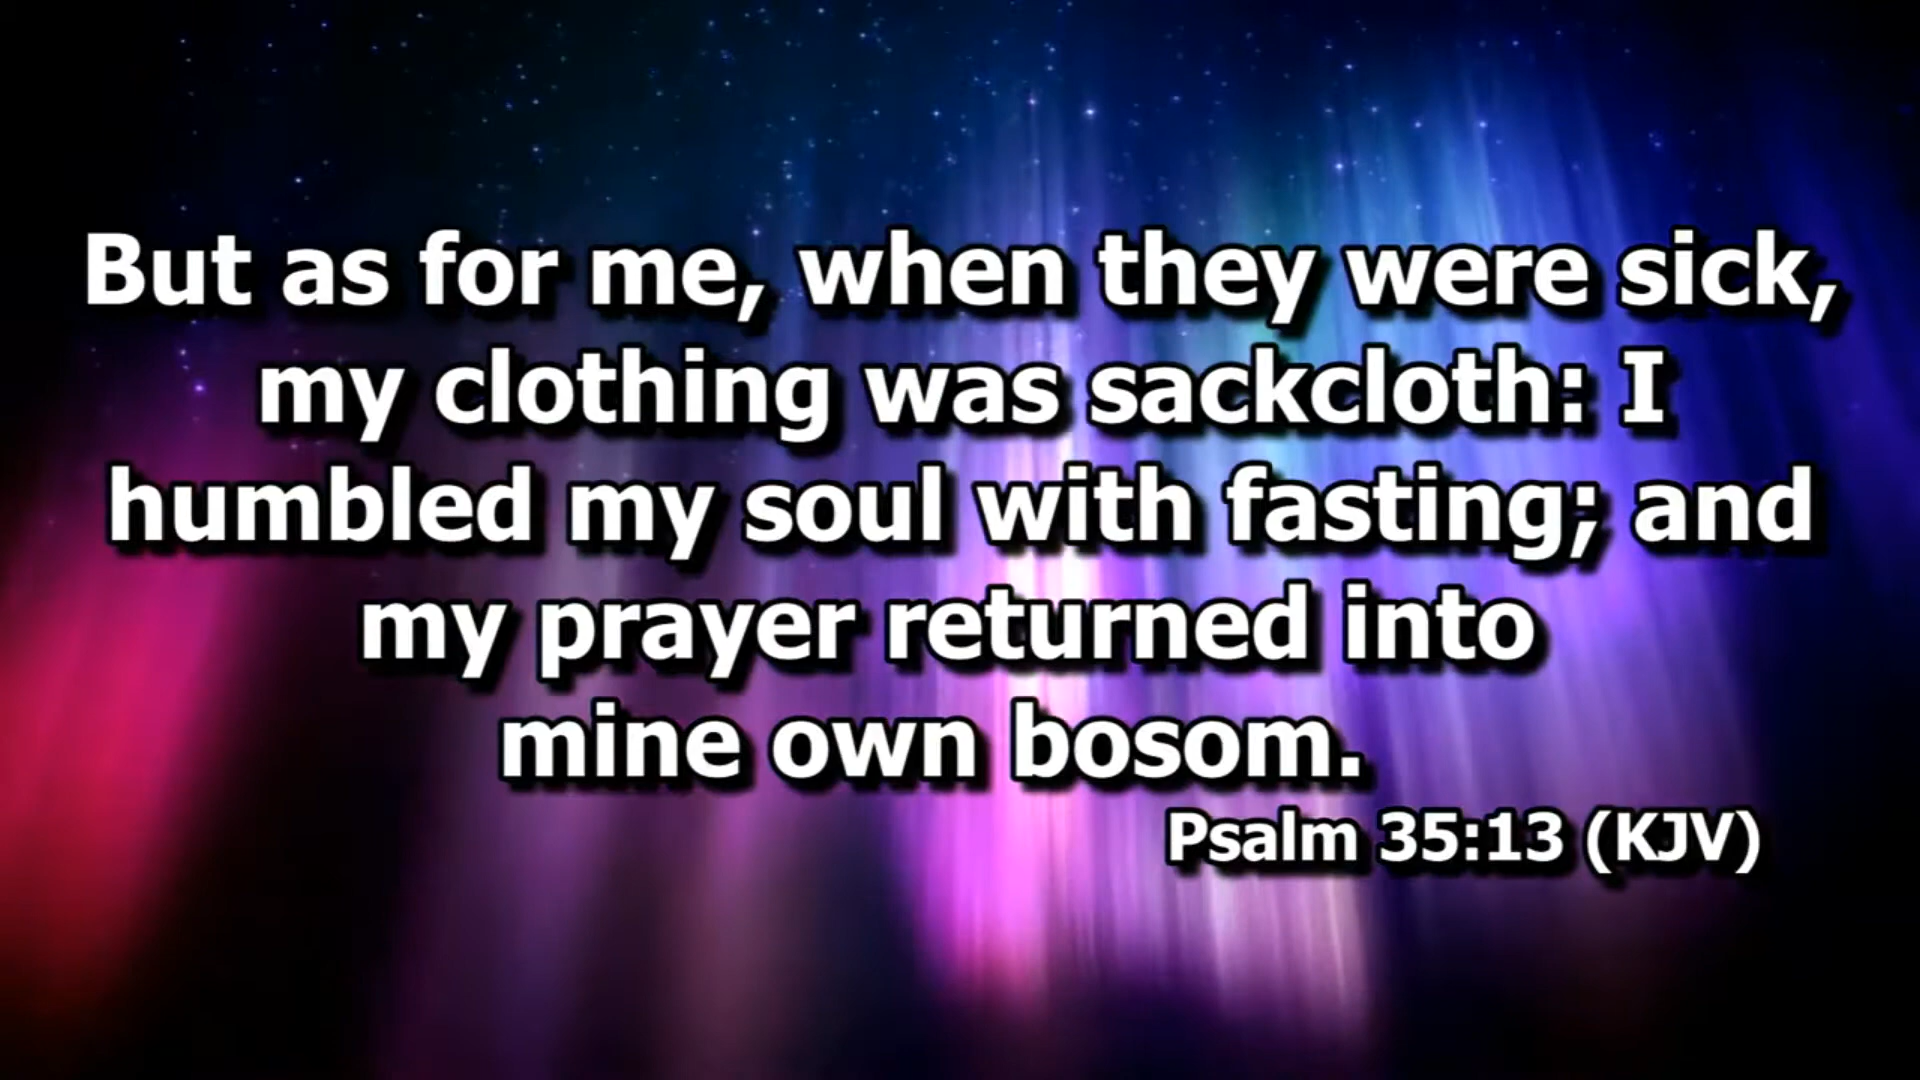 But as for me, when they were sick,
my clothing was sackcloth: I
humbled my soul with fasting; and
my prayer returned into
mine own bosom.
Psalm 35:13 (KJV)